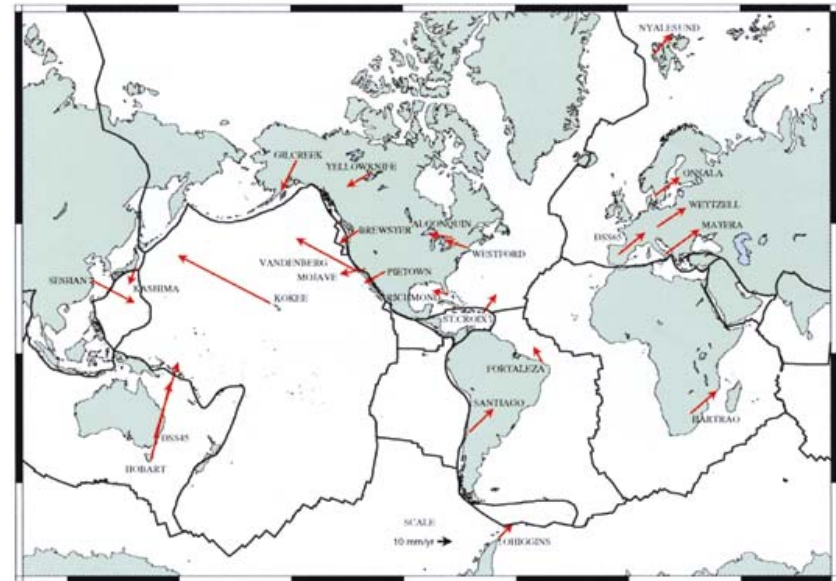 NYALESUND
GILCREEK
YELLOWKNIFE
ONSALA
WETTZELL
ALGONQUIN
MATERA
BREWSTER
DSS65
WESTFORD
VANDENBERG
MOJAVE
PIETOWN
SESHAN
KASHIMA
KOKEE
RICHMOND
ST.CROIX
FORTALEZA
SANTIAGO
HARTRAO
DSS45
HOBART
SCALE
10 mm/yr
OHIGGINS